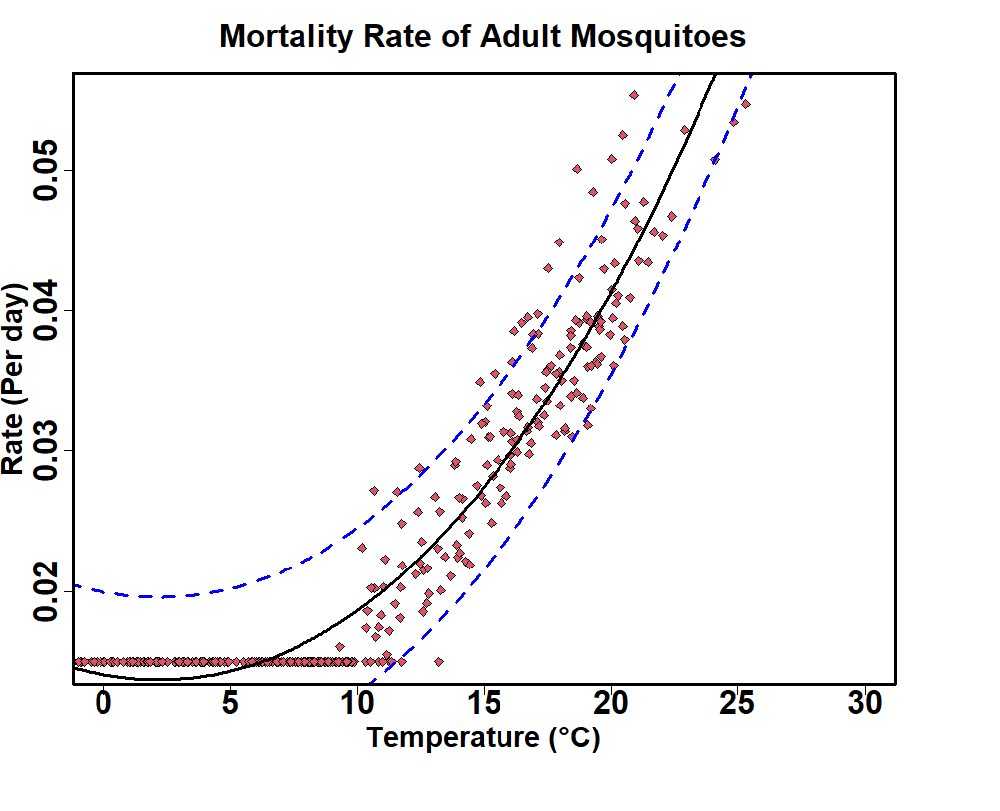 Mortality Rate of Adult Mosquitoes
Rate (Per day)
0.05
0.04
0.03
0.02
0 5 10 15 20 25 30
Temperature (°C)